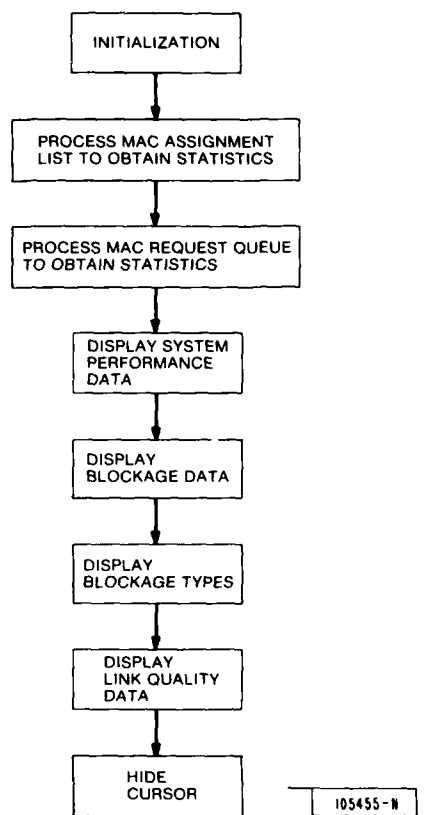 INITIALIZATION
PROCESS MAC ASSIGNMENT
LIST TO OBTAIN STATISTICS
PROCESS MAC REQUEST QUEUE
TO OBTAIN STATISTICS
DISPLAY SYSTEM
PERFORMANCE
DATA
DISPLAY
BLOCKAGE DATA
DISPLAY
BLOCKAGE TYPES
DISPLAY
LINK QUALITY
DATA
HIDE
CURSOR
105455-N